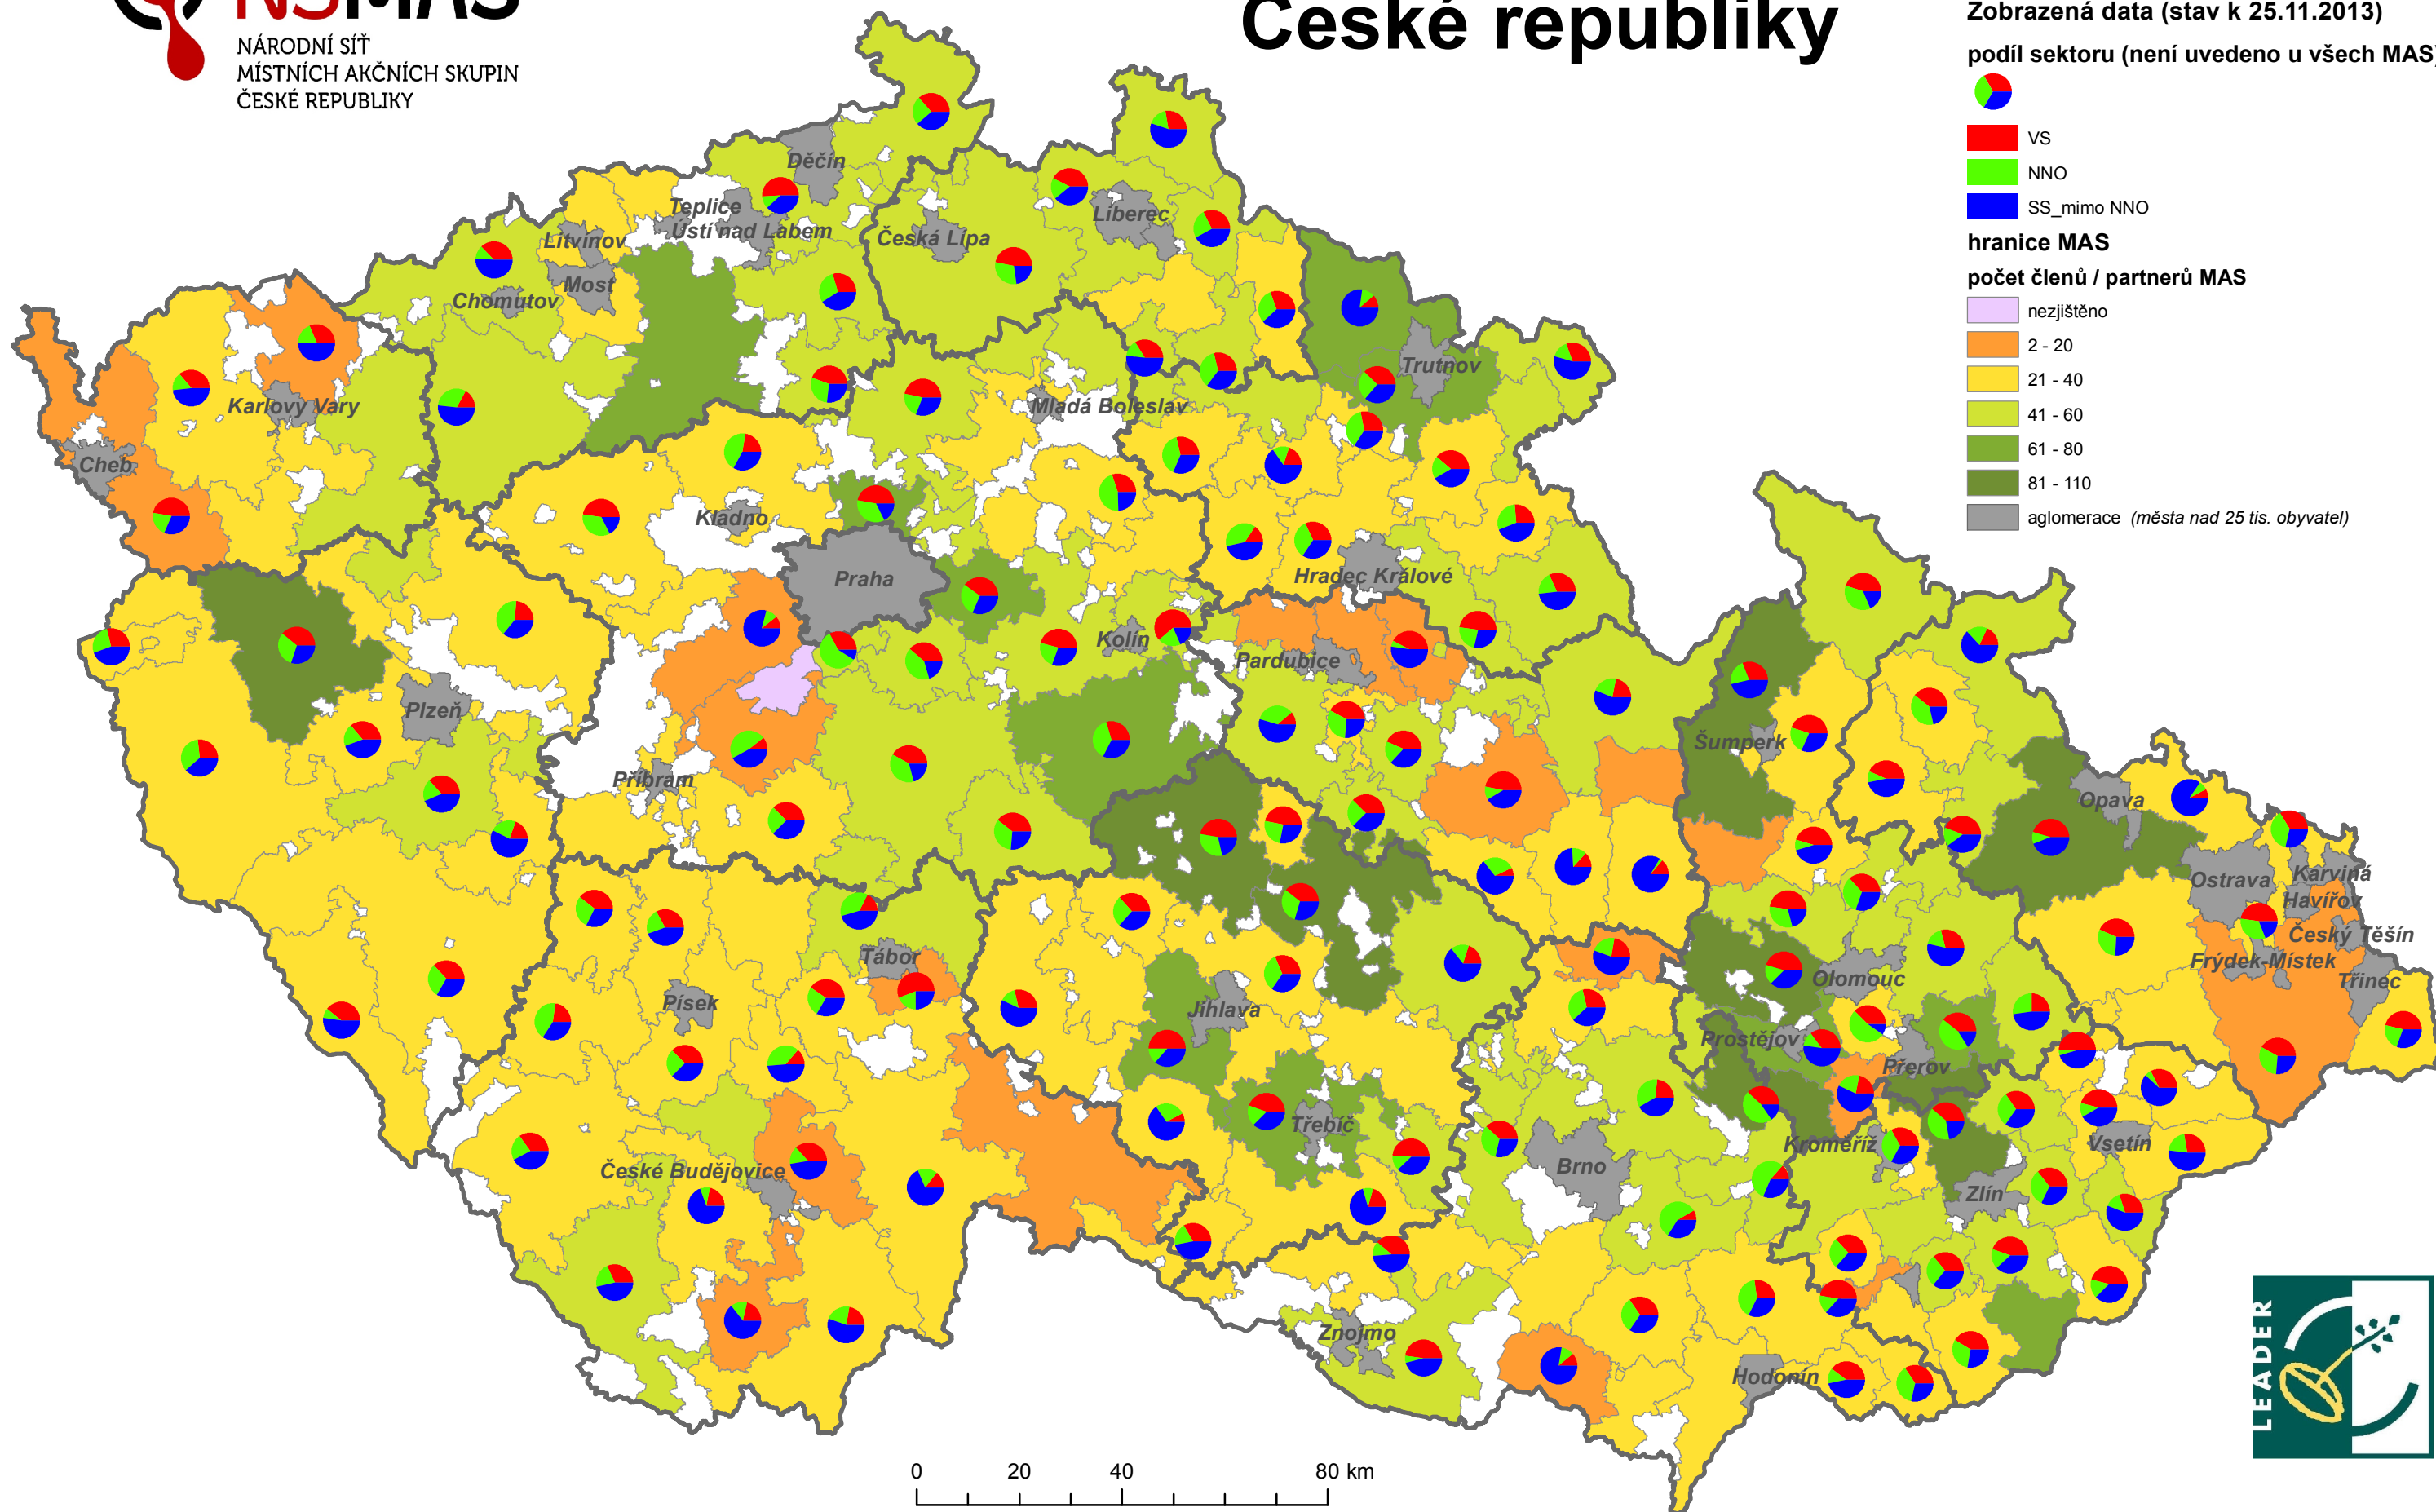 NSMAS
NÁRODNÍ SÍŤ
MÍSTNÍCH AKČNÍCH SKUPIN
ČESKÉ REPUBLIKY
České republiky
Zobrazená data (stav k 25.11.2013)
podíl sektoru (není uvedeno u všech MAS)
VS
NNO
SS_mimo NNO
hranice MAS
počet členů / partnerů MAS
nezjištěno
2 - 20
21 - 40
41 - 60
61 - 80
81 - 110
aglomerace (města nad 25 tis. obyvatel)
Děčín
Teplice
Ústí nad Labem
Litvínov
Most
Chomutov
Česká Lípa
Liberec
Trutnov
Karlovy Vary
Cheb
Mladá Boleslav
Kladno
Praha
Hradec Králové
Kolín
Pardubice
Plzeň
Příbram
Šumperk
Opava
Ostrava
Karviná
Havířov
Český Těšín
Frýdek-Místek
Třinec
Tábor
Písek
Jihlava
Olomouc
Prostějov
Přerov
Třebíč
Kroměříž
Vsetín
České Budějovice
Brno
Zlín
Znojmo
Hodonín
0 20 40 80 km
LEADER